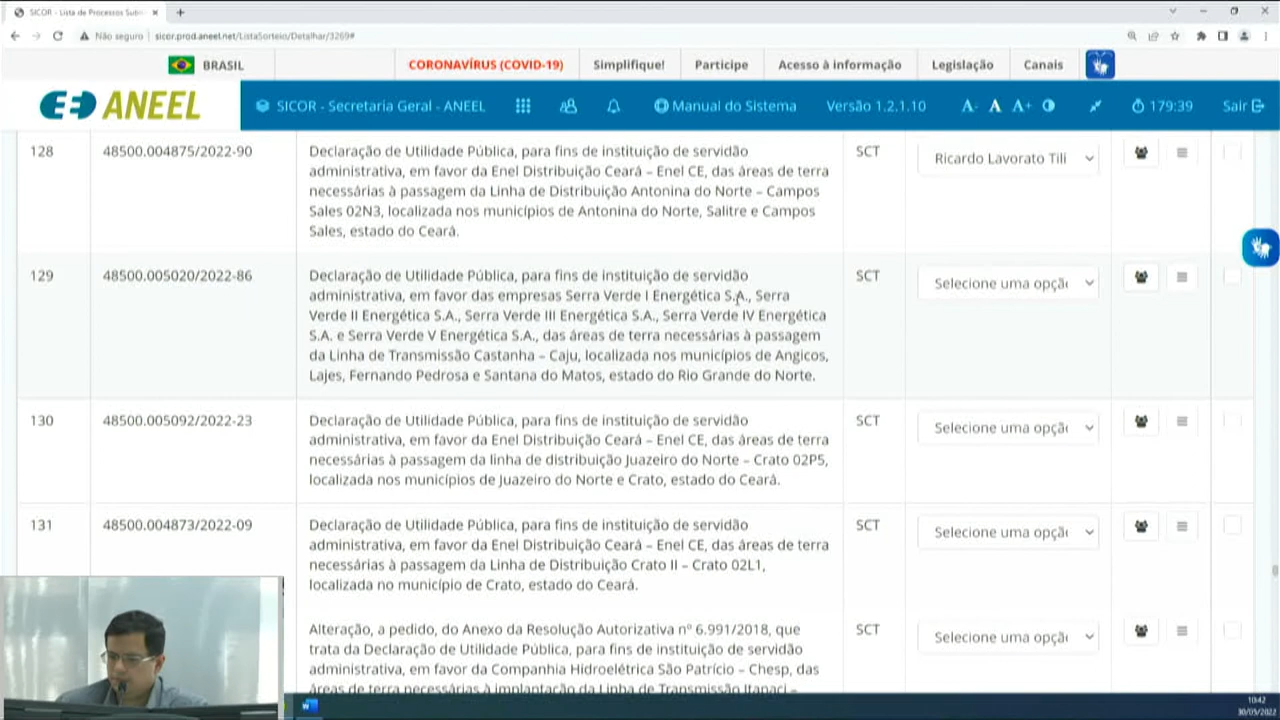 SICOR - Lista de Processos Subm
Não seguro
sicor.prod.aneel.net/ListaSorteio/Detalhar/3269#
BRASIL
CORONAVÍRUS (COVID-19)
Simplifique!
Participe
Acesso à informação
Legislação
Canais
ANEEL
SICOR - Secretaria Geral - ANEEL
Manual do Sistema
Versão 1.2.1.10
A-
A
A+
179:39
Sair
128
48500.004875/2022-90
Declaração de Utilidade Pública, para fins de instituição de servidão
administrativa, em favor da Enel Distribuição Ceará – Enel CE, das áreas de terra
necessárias à passagem da Linha de Distribuição Antonina do Norte – Campos
Sales 02N3, localizada nos municípios de Antonina do Norte, Salitre e Campos
Sales, estado do Ceará.
SCT
Ricardo Lavorato Tili
129
48500.005020/2022-86
Declaração de Utilidade Pública, para fins de instituição de servidão
administrativa, em favor das empresas Serra Verde I Energética S.A., Serra
Verde II Energética S.A., Serra Verde III Energética S.A., Serra Verde IV Energética
S.A. e Serra Verde V Energética S.A., das áreas de terra necessárias à passagem
da Linha de Transmissão Castanha – Caju, localizada nos municípios de Angicos,
Lajes, Fernando Pedrosa e Santana do Matos, estado do Rio Grande do Norte.
SCT
Selecione uma opçã
130
48500.005092/2022-23
Declaração de Utilidade Pública, para fins de instituição de servidão
administrativa, em favor da Enel Distribuição Ceará – Enel CE, das áreas de terra
necessárias à passagem da linha de distribuição Juazeiro do Norte – Crato 02P5,
localizada nos municípios de Juazeiro do Norte e Crato, estado do Ceará.
SCT
Selecione uma opçã
131
48500.004873/2022-09
Declaração de Utilidade Pública, para fins de instituição de servidão
administrativa, em favor da Enel Distribuição Ceará – Enel CE, das áreas de terra
necessárias à passagem da Linha de Distribuição Crato II – Crato 02L1,
localizada no município de Crato, estado do Ceará.
SCT
Selecione uma opçã
Alteração, a pedido, do Anexo da Resolução Autorizativa nº 6.991/2018, que
trata da Declaração de Utilidade Pública, para fins de instituição de servidão
administrativa, em favor da Companhia Hidroelétrica São Patrício – Chesp, das
áreas de terra necessárias à implantação da Linha de Transmissão Itapaci –
SCT
Selecione uma opçã
10:42
30/05/2022